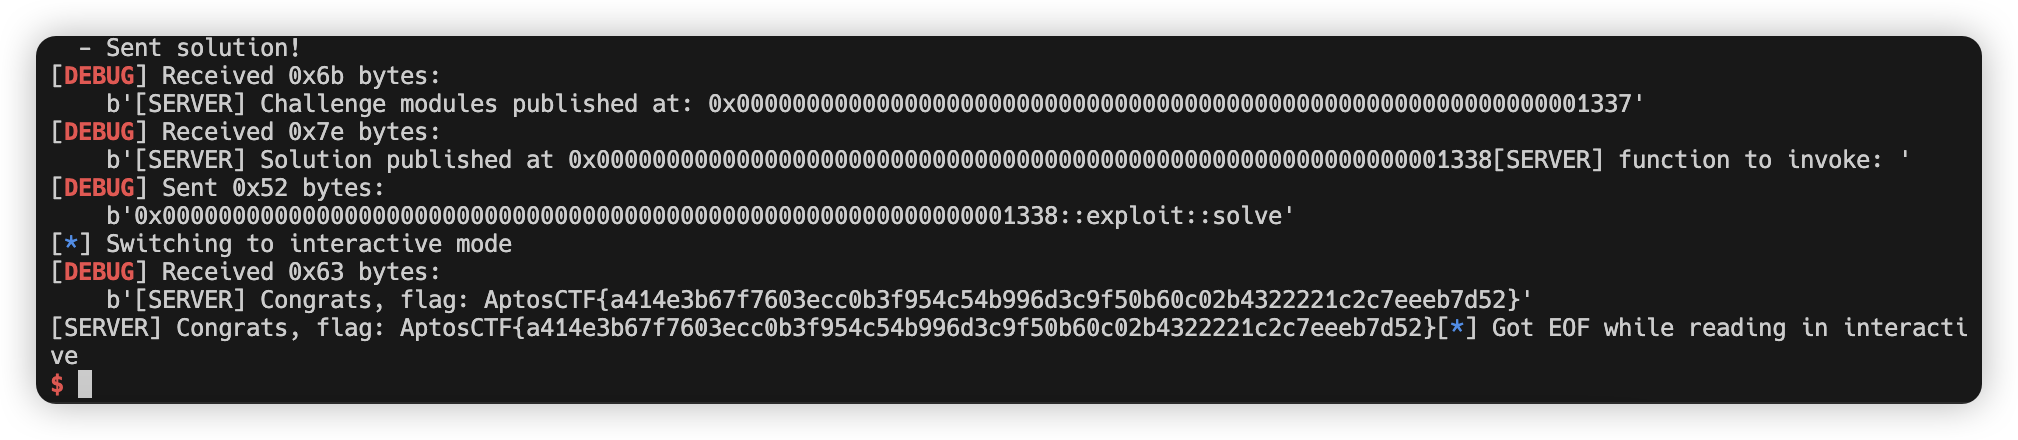 - Sent solution!
[DEBUG] Received 0x6b bytes:
b'[SERVER] Challenge modules published at: 0x0000000000000000000000000000000000000000000000000000000000001337'
[DEBUG] Received 0x7e bytes:
b'[SERVER] Solution published at 0x0000000000000000000000000000000000000000000000000000000000001338[SERVER] function to invoke: '
[DEBUG] Sent 0x52 bytes:
b'0x0000000000000000000000000000000000000000000000000000000000001338::exploit::solve'
[*] Switching to interactive mode
[DEBUG] Received 0x63 bytes:
b'[SERVER] Congrats, flag: AptosCTF{a414e3b67f7603ecc0b3f954c54b996d3c9f50b60c02b4322221c2c7eeeb7d52}'
[SERVER] Congrats, flag: AptosCTF{a414e3b67f7603ecc0b3f954c54b996d3c9f50b60c02b4322221c2c7eeeb7d52}[*] Got EOF while reading in interacti
ve
$